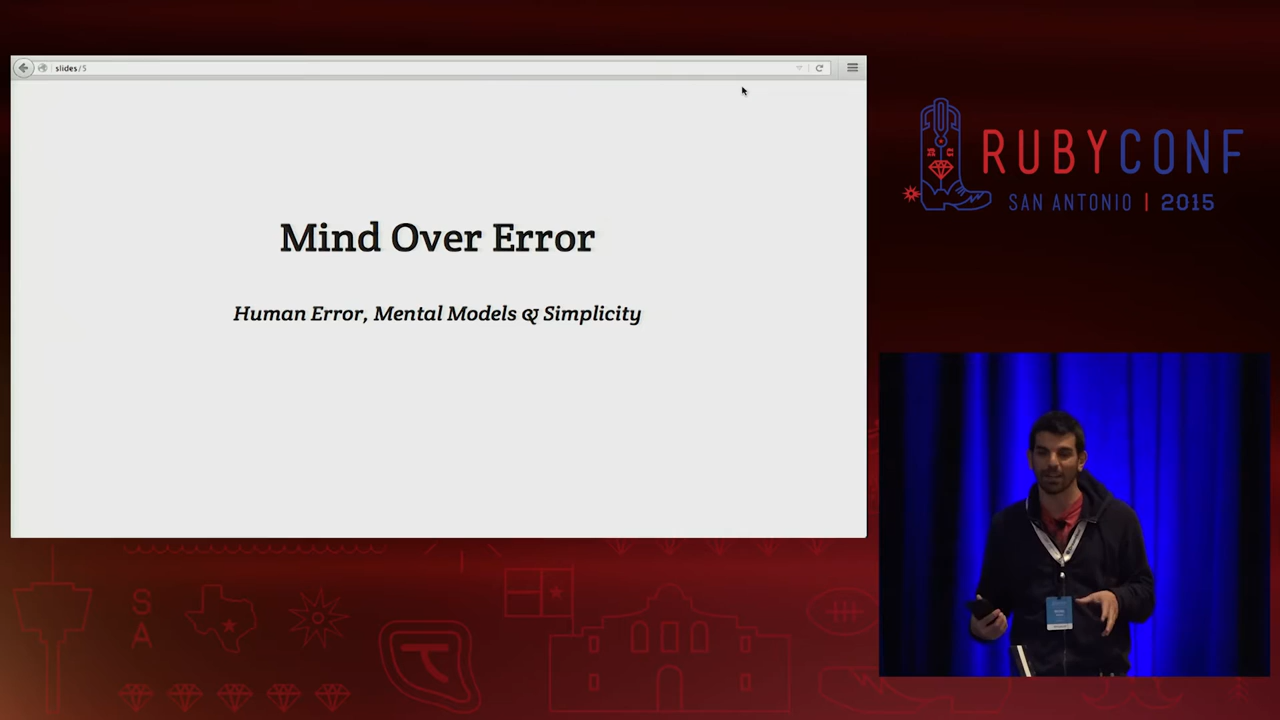 slides/5
Mind Over Error
Human Error, Mental Models & Simplicity
RUBYCONF
SAN ANTONIO | 2015
S
A